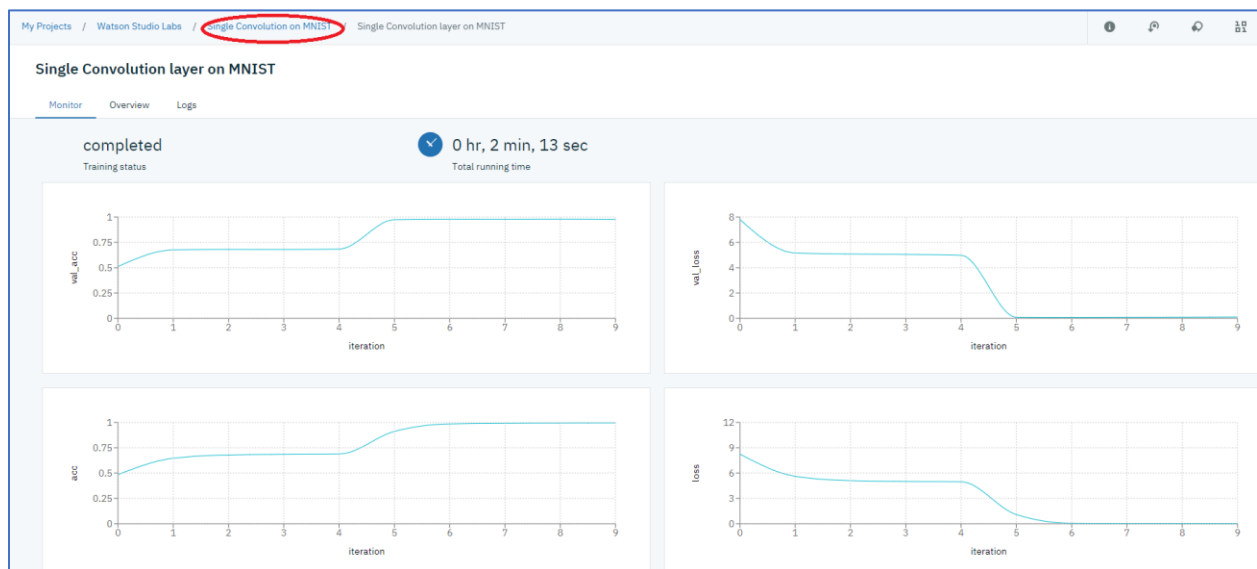 My Projects / Watson Studio Labs / Single Convolution on MNIST / Single Convolution layer on MNIST
Single Convolution layer on MNIST
Monitor Overview Logs
completed
Training status
0 hr, 2 min, 13 sec
Total running time
val_acc
1
0.75
0.5
0.25
0
0 1 2 3 4 5 6 7 8 9
iteration
val_loss
8
6
4
2
0
0 1 2 3 4 5 6 7 8 9
iteration
acc
1
0.75
0.5
0.25
0
0 1 2 3 4 5 6 7 8 9
iteration
loss
12
9
6
3
0
0 1 2 3 4 5 6 7 8 9
iteration